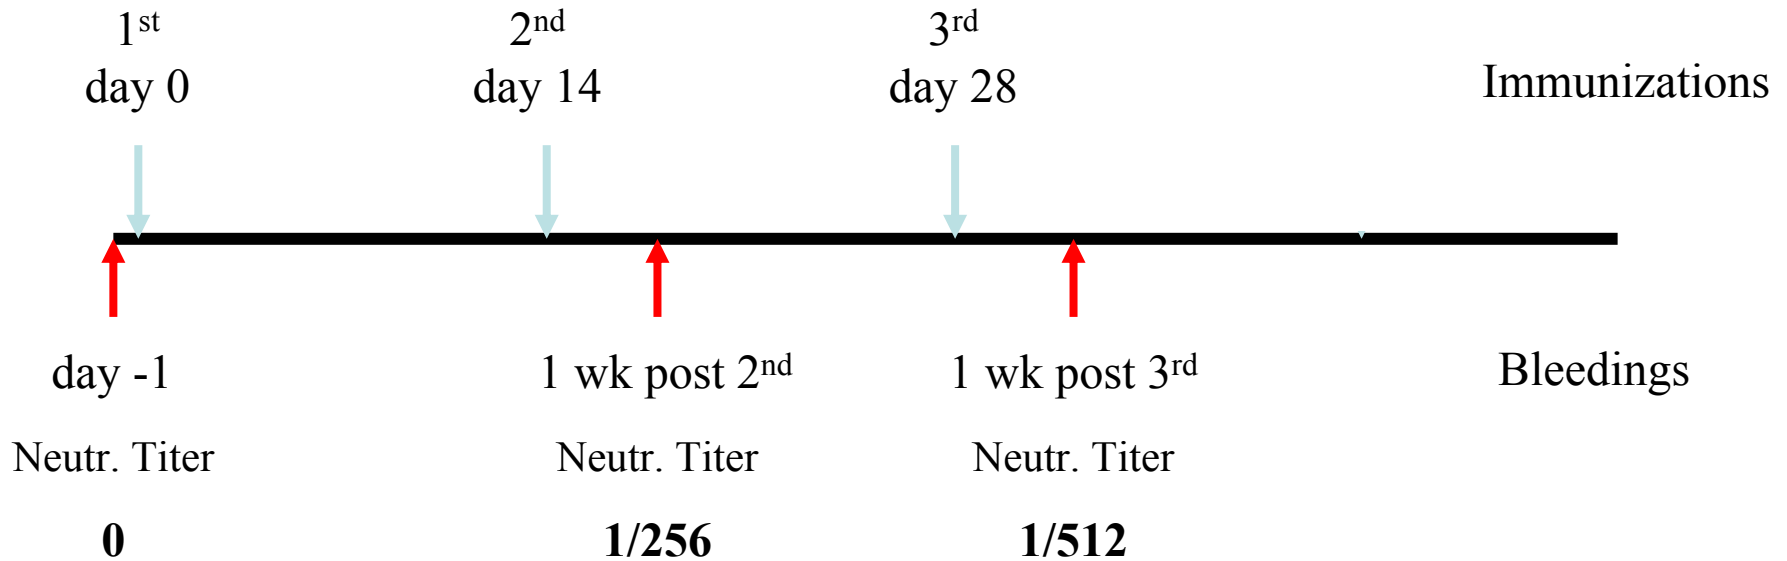 1st 2nd 3rd
day 0 day 14 day 28 Immunizations
day -1 1 wk post 2nd 1 wk post 3rd Bleedings
Neutr. Titer Neutr. Titer Neutr. Titer
0 1/256 1/512